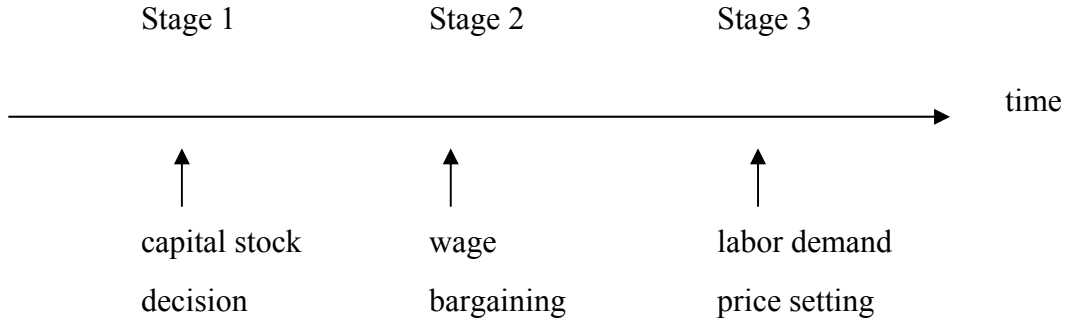 Stage 1 Stage 2 Stage 3
time
capital stock wage labor demand
decision bargaining price setting